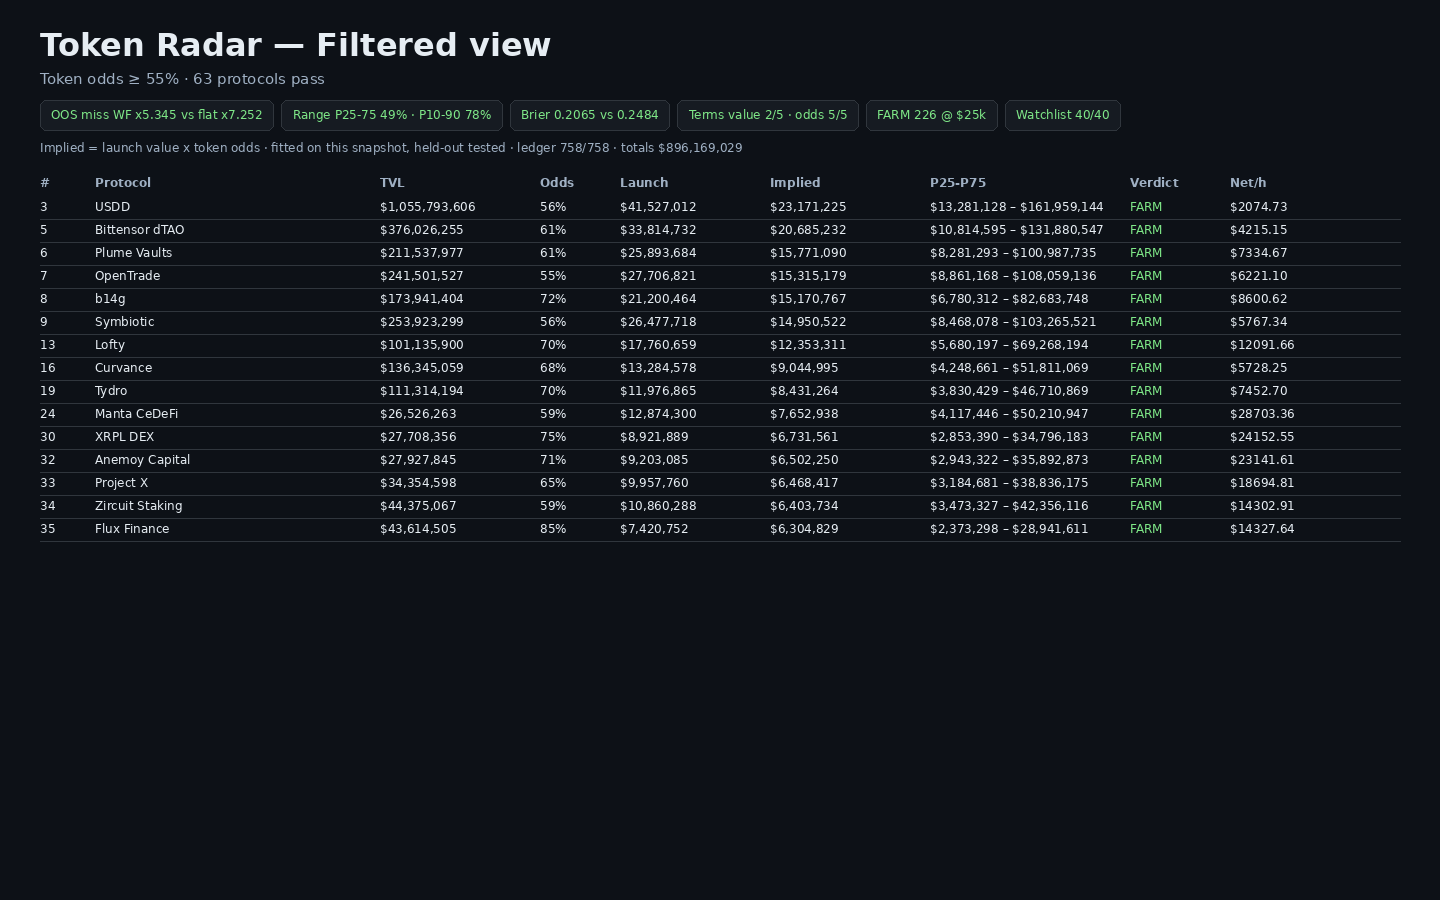 Token Radar — Filtered view
Token odds ≥ 55% · 63 protocols pass
OOS miss WF x5.345 vs flat x7.252 Range P25-75 49% · P10-90 78% Brier 0.2065 vs 0.2484 Terms value 2/5 · odds 5/5 FARM 226 @ $25k Watchlist 40/40
Implied = launch value x token odds · fitted on this snapshot, held-out tested · ledger 758/758 · totals $896,169,029
# Protocol TVL Odds Launch Implied P25-P75 Verdict Net/h
3 USDD $1,055,793,606 56% $41,527,012 $23,171,225 $13,281,128 – $161,959,144 FARM $2074.73
5 Bittensor dTAO $376,026,255 61% $33,814,732 $20,685,232 $10,814,595 – $131,880,547 FARM $4215.15
6 Plume Vaults $211,537,977 61% $25,893,684 $15,771,090 $8,281,293 – $100,987,735 FARM $7334.67
7 OpenTrade $241,501,527 55% $27,706,821 $15,315,179 $8,861,168 – $108,059,136 FARM $6221.10
8 b14g $173,941,404 72% $21,200,464 $15,170,767 $6,780,312 – $82,683,748 FARM $8600.62
9 Symbiotic $253,923,299 56% $26,477,718 $14,950,522 $8,468,078 – $103,265,521 FARM $5767.34
13 Lofty $101,135,900 70% $17,760,659 $12,353,311 $5,680,197 – $69,268,194 FARM $12091.66
16 Curvance $136,345,059 68% $13,284,578 $9,044,995 $4,248,661 – $51,811,069 FARM $5728.25
19 Tydro $111,314,194 70% $11,976,865 $8,431,264 $3,830,429 – $46,710,869 FARM $7452.70
24 Manta CeDeFi $26,526,263 59% $12,874,300 $7,652,938 $4,117,446 – $50,210,947 FARM $28703.36
30 XRPL DEX $27,708,356 75% $8,921,889 $6,731,561 $2,853,390 – $34,796,183 FARM $24152.55
32 Anemoy Capital $27,927,845 71% $9,203,085 $6,502,250 $2,943,322 – $35,892,873 FARM $23141.61
33 Project X $34,354,598 65% $9,957,760 $6,468,417 $3,184,681 – $38,836,175 FARM $18694.81
34 Zircuit Staking $44,375,067 59% $10,860,288 $6,403,734 $3,473,327 – $42,356,116 FARM $14302.91
35 Flux Finance $43,614,505 85% $7,420,752 $6,304,829 $2,373,298 – $28,941,611 FARM $14327.64